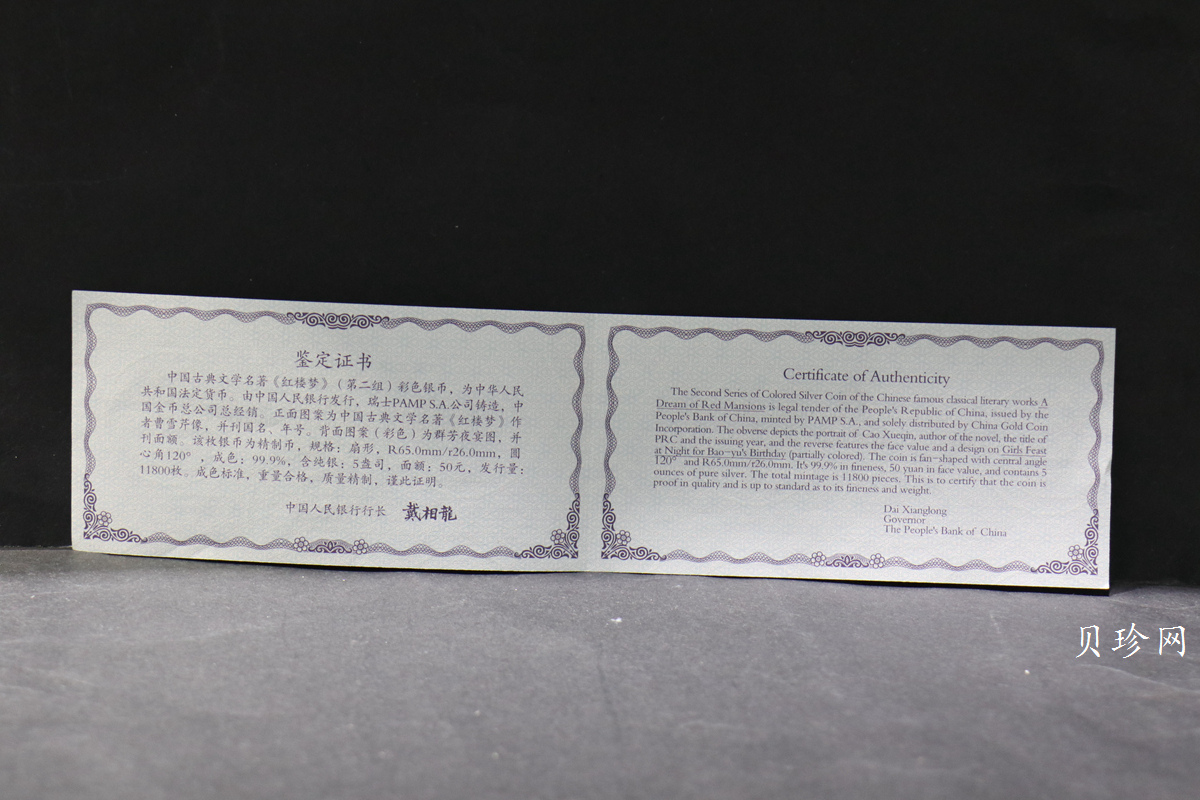 鉴定证书
中国古典文学名著《红楼梦》（第二组）彩色银币，为中华人民
共和国法定货币。由中国人民银行发行，瑞士PAMP S.A.公司铸造，中
国金币总公司总经销。正面图案为中国古典文学名著《红楼梦》作
者曹雪芹像，并刊国名、年号。背面图案（彩色）为群芳夜宴图，并
刊面额。该枚银币为精制币，规格：扇形，R65.0mm/r26.0mm，圆
心角120°，成色：99.9%，含纯银：5盎司，面额：50元，发行量：
11800枚。成色标准，重量合格，质量精制，谨此证明。
中国人民银行行长 戴相龍
Certificate of Authenticity
The Second Series of Colored Silver Coin of the Chinese famous classical literary works A
Dream of Red Mansions is legal tender of the People's Republic of China, issued by the
People's Bank of China, minted by PAMP S.A., and solely distributed by China Gold Coin
Incorporation. The obverse depicts the portrait of Cao Xueqin, author of the novel, the title of
PRC and the issuing year, and the reverse features the face value and a design on Girls Feast
at Night for Bao-yu's Birthday (partially colored). The coin is fan-shaped with central angle
120° and R65.0mm/r26.0mm. It's 99.9% in fineness, 50 yuan in face value, and contains 5
ounces of pure silver. The total mintage is 11800 pieces. This is to certify that the coin is
proof in quality and is up to standard as to its fineness and weight.
Dai Xianglong
Governor
The People's Bank of China
贝珍网